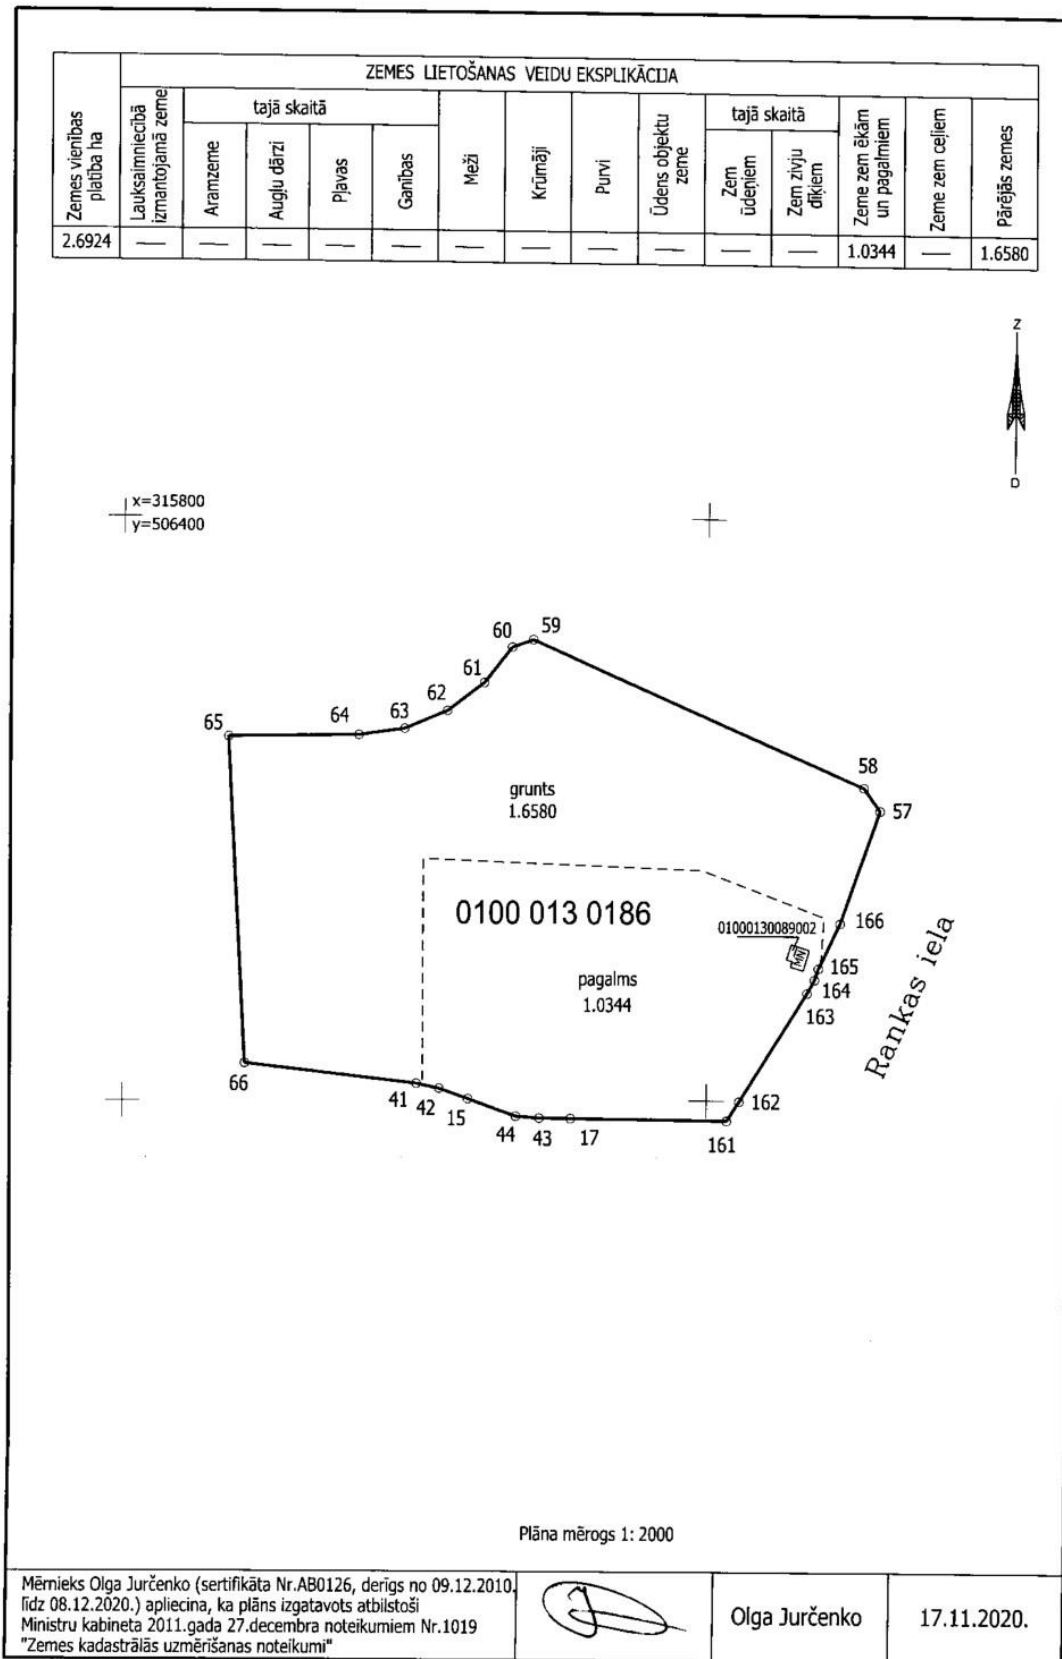 ZEMES LIETOŠANAS VEIDU EKSPLIKĀCIJA
Zemes vienības
platība ha
Lauksaimniecībā
izmantojamā zeme
tajā skaitā
Aramzeme
Augļu dārzi
Pļavas
Ganības
Meži
Krūmāji
Purvi
Ūdens objektu
zeme
tajā skaitā
Zem
ūdeņiem
Zem zivju
dīķiem
Zeme zem ēkām
un pagalmiem
Zeme zem ceļiem
Pārējās zemes
2.6924 — — — — — — — — — — — 1.0344 — 1.6580
Z
D
x=315800
y=506400
60 59
61
62
65 64 63
58
57
grunts
1.6580
0100 013 0186
01000130089002
MN
166
165
164
163
pagalms
1.0344
Rankas iela
66 41 42 15 44 43 17 161 162
Plāna mērogs 1: 2000
Mērnieks Olga Jurčenko (sertifikāta Nr.AB0126, derīgs no 09.12.2010.
līdz 08.12.2020.) apliecina, ka plāns izgatavots atbilstoši
Ministru kabineta 2011.gada 27.decembra noteikumiem Nr.1019
"Zemes kadastrālās uzmērīšanas noteikumi"
Olga Jurčenko
17.11.2020.